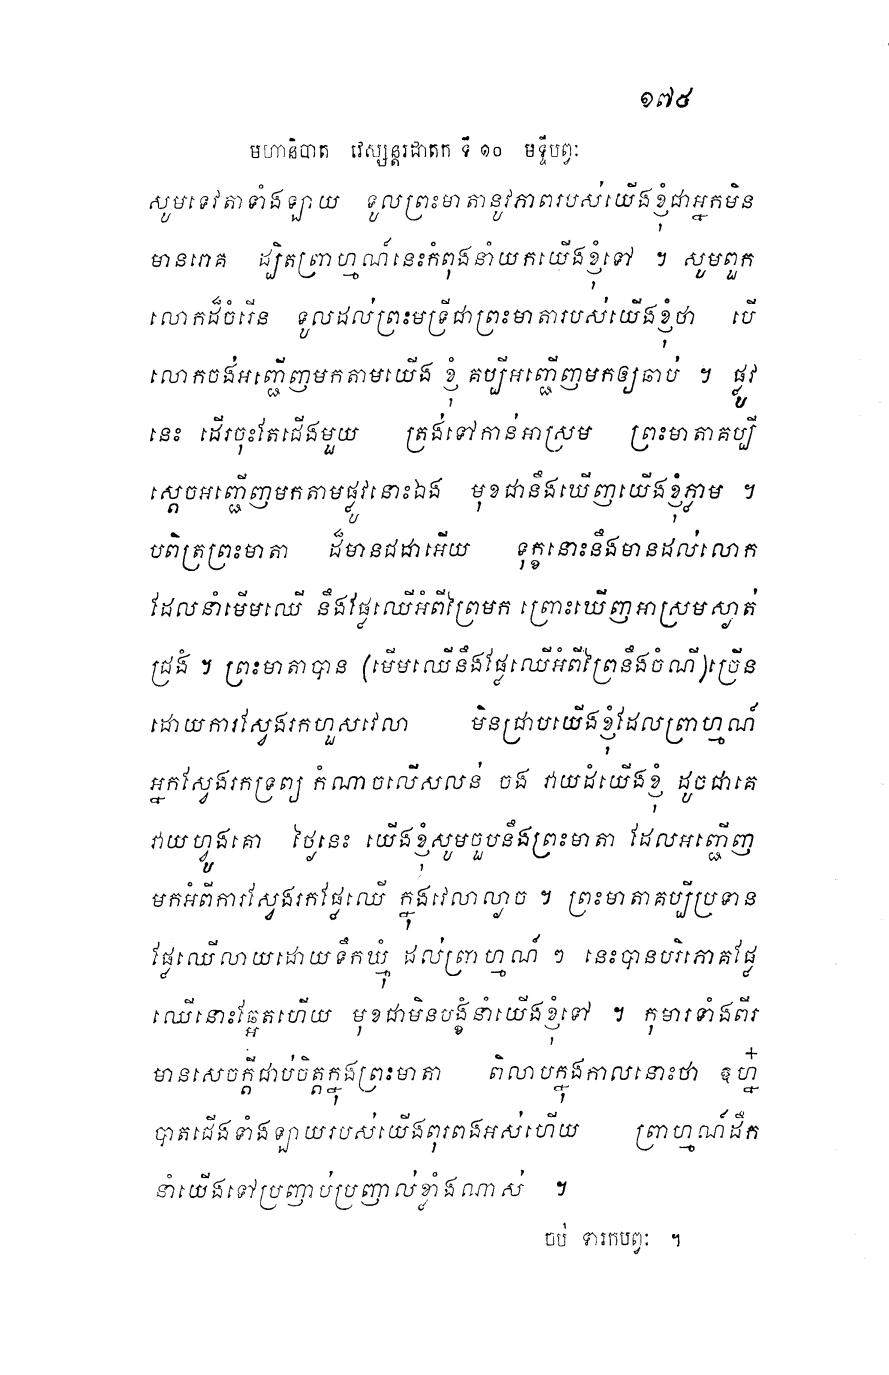 ១៧៩
មហានិបាត វេស្សន្តរជាតក ទី ១០ មទ្ទីបព្វៈ
សូមទេវតាទាំងឡាយ ទូលព្រះមាតានូវភាពរបស់យើងខ្ញុំជាអ្នកមិន
មានរោគ ដ្បិតព្រាហ្មណ៍នេះកំពុងនាំយកយើងខ្ញុំទៅ ។ សូមពួក
លោកដ៏ចំរើន ទូលដល់ព្រះមទ្រីជាព្រះមាតារបស់យើងខ្ញុំថា បើ
លោកចង់អញ្ជើញមកតាមយើង ខ្ញុំ គប្បីអញ្ជើញមកឲ្យឆាប់ ។ ផ្លូវ
នេះ ដើរចុះតែជើងមួយ ត្រង់ទៅកាន់អាស្រម ព្រះមាតាគប្បី
ស្តេចអញ្ជើញមកតាមផ្លូវនោះឯង មុខជានឹងឃើញយើងខ្ញុំភ្លាម ។
បពិត្រព្រះមាតា ដ៏មានជដាអើយ ទុក្ខនោះនឹងមានដល់លោក
ដែលនាំមើមឈើ នឹងផ្លែឈើអំពីព្រៃមក ព្រោះឃើញអាស្រមស្ងាត់
ជ្រងំ ។ ព្រះមាតាបាន (មើមឈើនឹងផ្លែឈើអំពីព្រៃនឹងចំណី)ច្រើន
ដោយការស្វែងរកហួសវេលា មិនជ្រាបយើងខ្ញុំដែលព្រាហ្មណ៍
អ្នកស្វែងរកទ្រព្យ កំណាចលើសលន់ ចង វាយដំយើងខ្ញុំ ដូចជាគេ
វាយហ្វូងគោ ថ្ងៃនេះ យើងខ្ញុំសូមចួបនឹងព្រះមាតា ដែលអញ្ជើញ
មកអំពីការស្វែងរកផ្លែឈើ ក្នុងវេលាល្ងាច ។ ព្រះមាតាគប្បីប្រទាន
ផ្លែឈើលាយដោយទឹកឃ្មុំ ដល់ព្រាហ្មណ៍ ៗ នេះបានបរិភោគផ្លែ
ឈើនោះឆ្អែតហើយ មុខជាមិនបង្ខំនាំយើងខ្ញុំទៅ ។ កុមារទាំងពីរ
មានសេចក្តីជាប់ចិត្តក្នុងព្រះមាតា ពិលាបក្នុងកាលនោះថា ឧហ្ន៎
បាតជើងទាំងឡាយរបស់យើងពុរពងអស់ហើយ ព្រាហ្មណ៍ដឹក
នាំយើងទៅប្រញាប់ប្រញាល់ខ្លាំងណាស់ ។
ចប់ ទារកបព្វៈ ។